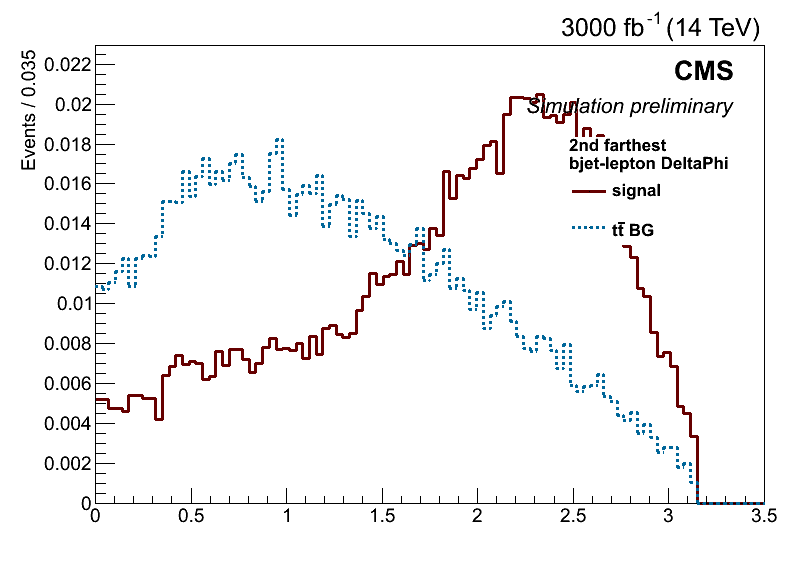 3000 fb⁻¹ (14 TeV)
CMS
Simulation preliminary
2nd farthest
bjet-lepton DeltaPhi
signal
tt̄ BG
Events / 0.035
0.022
0.02
0.018
0.016
0.014
0.012
0.01
0.008
0.006
0.004
0.002
0
0 0.5 1 1.5 2 2.5 3 3.5